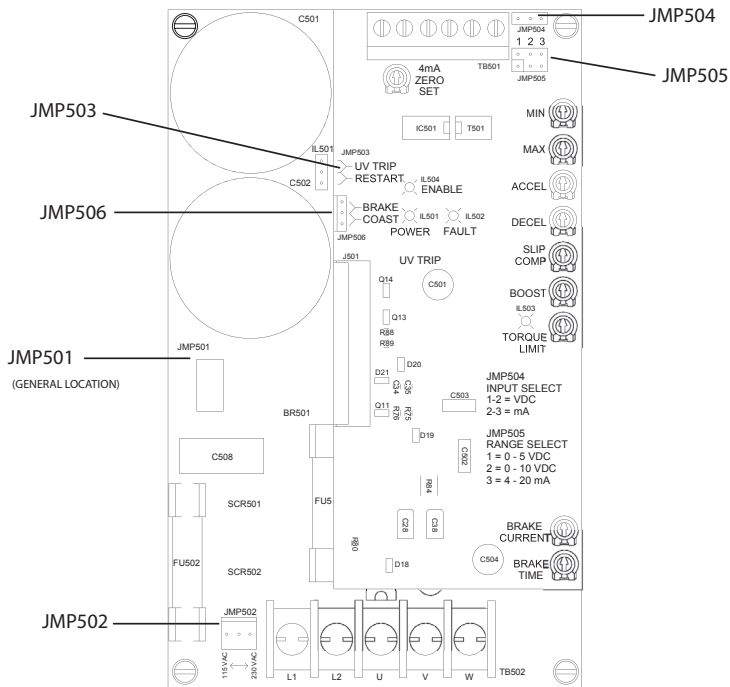 JMP504
C501
JMP504
1 2 3
TB501
JMP505
JMP505
4mA
ZERO
SET
JMP503
MIN
IC501
T501
MAX
IL501
JMP503
UV TRIP
RESTART
C502
IL504
ENABLE
ACCEL
JMP506
BRAKE
COAST
IL501
IL502
POWER
FAULT
DECEL
JMP506
J501
UV TRIP
SLIP
COMP
Q14
C501
BOOST
Q13
IL503
R88
R89
TORQUE
LIMIT
JMP501
JMP501
(GENERAL LOCATION)
D20
D21
C34
C35
JMP504
INPUT SELECT
1-2 = VDC
2-3 = mA
C503
BR501
Q11
R76
R75
D19
JMP505
RANGE SELECT
1 = 0 - 5 VDC
2 = 0 - 10 VDC
3 = 4 - 20 mA
C508
C502
R84
SCR501
FU5
C28
C38
BRAKE
CURRENT
R80
FU502
SCR502
D18
C504
BRAKE
TIME
JMP502
JMP502
115 VAC
230 VAC
L1
L2
U
V
W
TB502